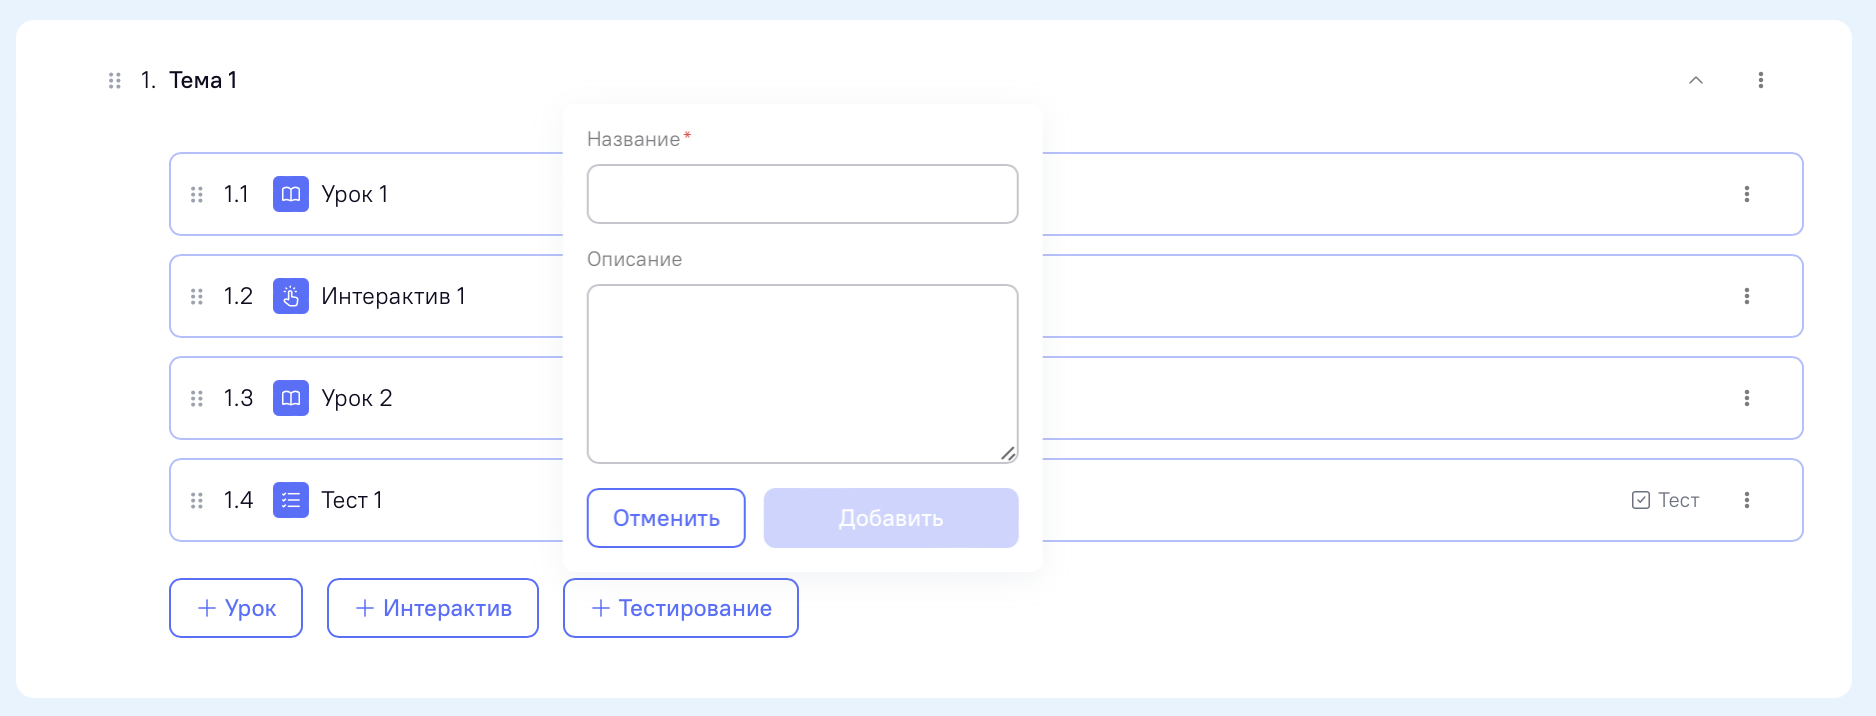 1. Тема 1
Название*
1.1 Урок 1
Описание
1.2 Интерактив 1
1.3 Урок 2
1.4 Тест 1
Тест
Отменить
Добавить
+ Урок
+ Интерактив
+ Тестирование